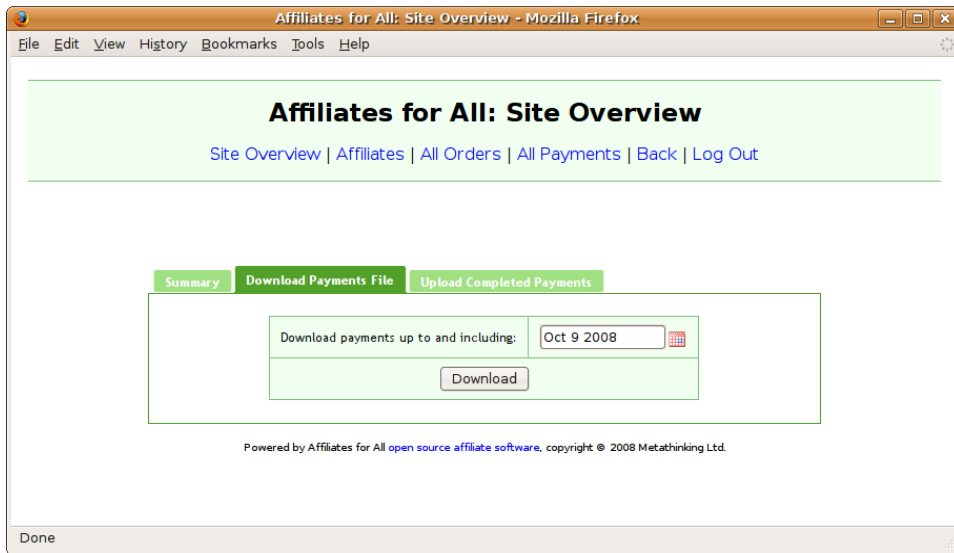 Affiliates for All: Site Overview - Mozilla Firefox
File Edit View History Bookmarks Tools Help
Affiliates for All: Site Overview
Site Overview | Affiliates | All Orders | All Payments | Back | Log Out
Summary Download Payments File Upload Completed Payments
Download payments up to and including: Oct 9 2008
Download
Powered by Affiliates for All open source affiliate software, copyright © 2008 Metathinking Ltd.
Done